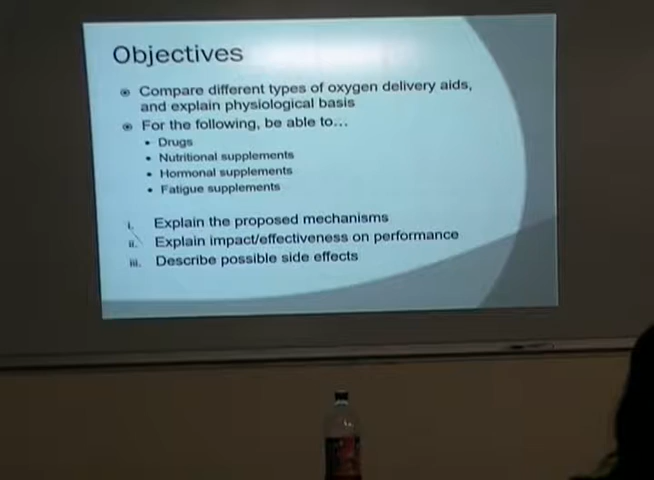 Objectives
Compare different types of oxygen delivery aids,
and explain physiological basis
For the following, be able to...
• Drugs
• Nutritional supplements
• Hormonal supplements
• Fatigue supplements
i. Explain the proposed mechanisms
ii. Explain impact/effectiveness on performance
iii. Describe possible side effects